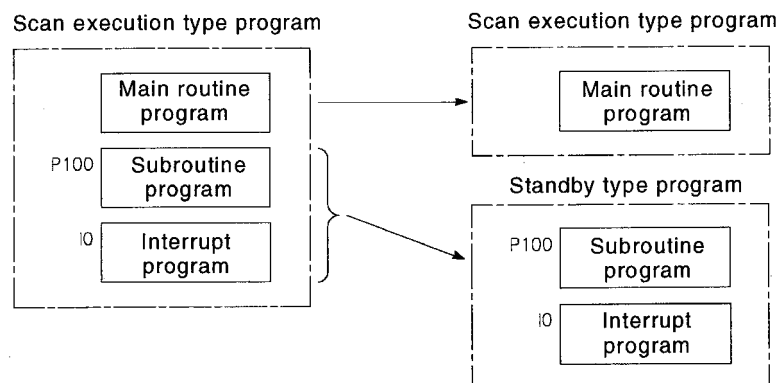 Scan execution type program
Main routine
program
P100
Subroutine
program
I0
Interrupt
program
Scan execution type program
Main routine
program
Standby type program
P100
Subroutine
program
I0
Interrupt
program